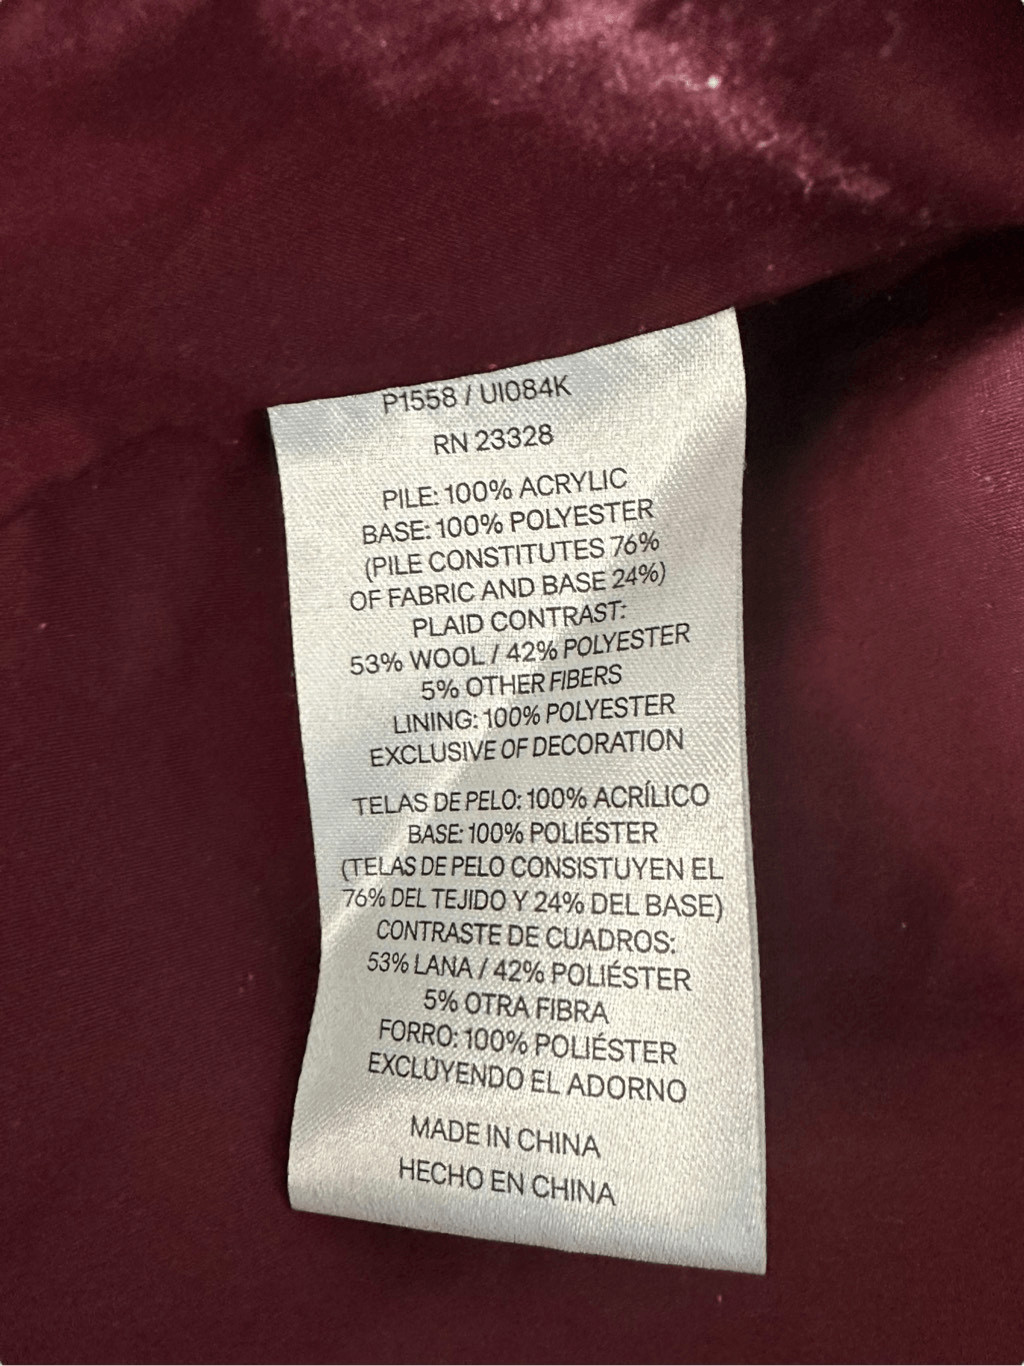 P1558 / UI084K
RN 23328
PILE: 100% ACRYLIC
BASE: 100% POLYESTER
(PILE CONSTITUTES 76%
OF FABRIC AND BASE 24%)
PLAID CONTRAST:
53% WOOL / 42% POLYESTER
5% OTHER FIBERS
LINING: 100% POLYESTER
EXCLUSIVE OF DECORATION
TELAS DE PELO: 100% ACRÍLICO
BASE: 100% POLIÉSTER
(TELAS DE PELO CONSISTUYEN EL
76% DEL TEJIDO Y 24% DEL BASE)
CONTRASTE DE CUADROS:
53% LANA / 42% POLIÉSTER
5% OTRA FIBRA
FORRO: 100% POLIÉSTER
EXCLÚYENDO EL ADORNO
MADE IN CHINA
HECHO EN CHINA